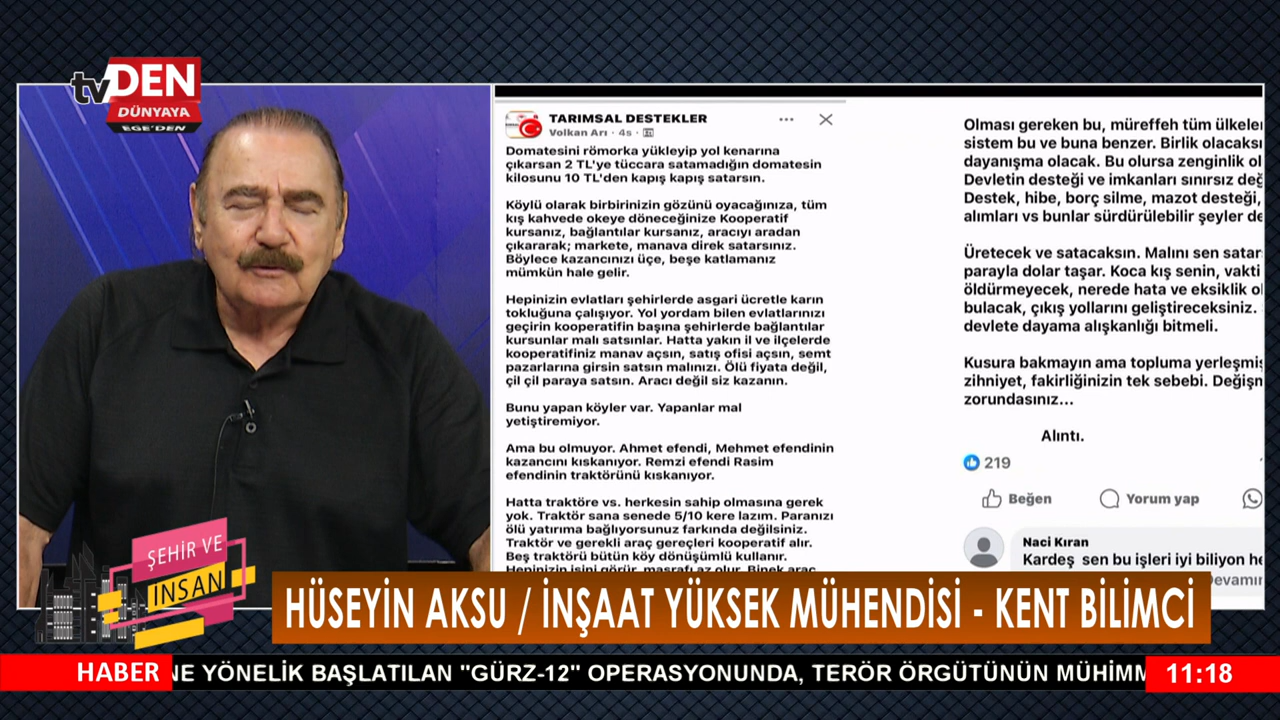 tvDEN
DÜNYAYA
EGE'DEN
TARIMSAL DESTEKLER
Volkan Arı · 4s ·
Domatesini römorka yükleyip yol kenarına
çıkarsan 2 TL'ye tüccara satamadığın domatesin
kilosunu 10 TL'den kapış kapış satarsın.
Köylü olarak birbirinizin gözünü oyacağınıza, tüm
kış kahvede okeye döneceğinize Kooperatif
kursanız, bağlantılar kursanız, aracıyı aradan
çıkararak; markete, manava direk satarsınız.
Böylece kazancınızı üçe, beşe katlamanız
mümkün hale gelir.
Hepinizin evlatları şehirlerde asgari ücretle karın
tokluğuna çalışıyor. Yol yordam bilen evlatlarınızı
geçirin kooperatifin başına şehirlerde bağlantılar
kursunlar malı satsınlar. Hatta yakın il ve ilçelerde
kooperatifiniz manav açsın, satış ofisi açsın, semt
pazarlarına girsin satsın malınızı. Ölü fiyata değil,
çil çil paraya satsın. Aracı değil siz kazanın.
Bunu yapan köyler var. Yapanlar mal
yetiştiremiyor.
Ama bu olmuyor. Ahmet efendi, Mehmet efendinin
kazancını kıskanıyor. Remzi efendi Rasim
efendinin traktörünü kıskanıyor.
Hatta traktöre vs. herkesin sahip olmasına gerek
yok. Traktör sana senede 5/10 kere lazım. Paranızı
ölü yatırıma bağlıyorsunuz farkında değilsiniz.
Traktör ve gerekli araç gereçleri kooperatif alır.
Beş traktörü bütün köy dönüşümlü kullanır.
Hepinizin işini görür, masrafı az olur. Binek araç
Olması gereken bu, müreffeh tüm ülkeler
sistem bu ve buna benzer. Birlik olacaksı
dayanışma olacak. Bu olursa zenginlik ol
Devletin desteği ve imkanları sınırsız değ
Destek, hibe, borç silme, mazot desteği,
alımları vs bunlar sürdürülebilir şeyler de
Üretecek ve satacaksın. Malını sen satar
parayla dolar taşar. Koca kış senin, vakti
öldürmeyecek, nerede hata ve eksiklik ol
bulacak, çıkış yollarını geliştireceksiniz.
devlete dayama alışkanlığı bitmeli.
Kusura bakmayın ama topluma yerleşmiş
zihniyet, fakirliğinizin tek sebebi. Değişm
zorundasınız...
Alıntı.
219
Beğen
Yorum yap
Naci Kıran
Kardeş sen bu işleri iyi biliyon he
Devamın
ŞEHİR VE
INSAN
HÜSEYİN AKSU / İNŞAAT YÜKSEK MÜHENDİSİ - KENT BİLİMCİ
HABER
NE YÖNELİK BAŞLATILAN "GÜRZ-12" OPERASYONUNDA, TERÖR ÖRGÜTÜNÜN MÜHİMM
11:18